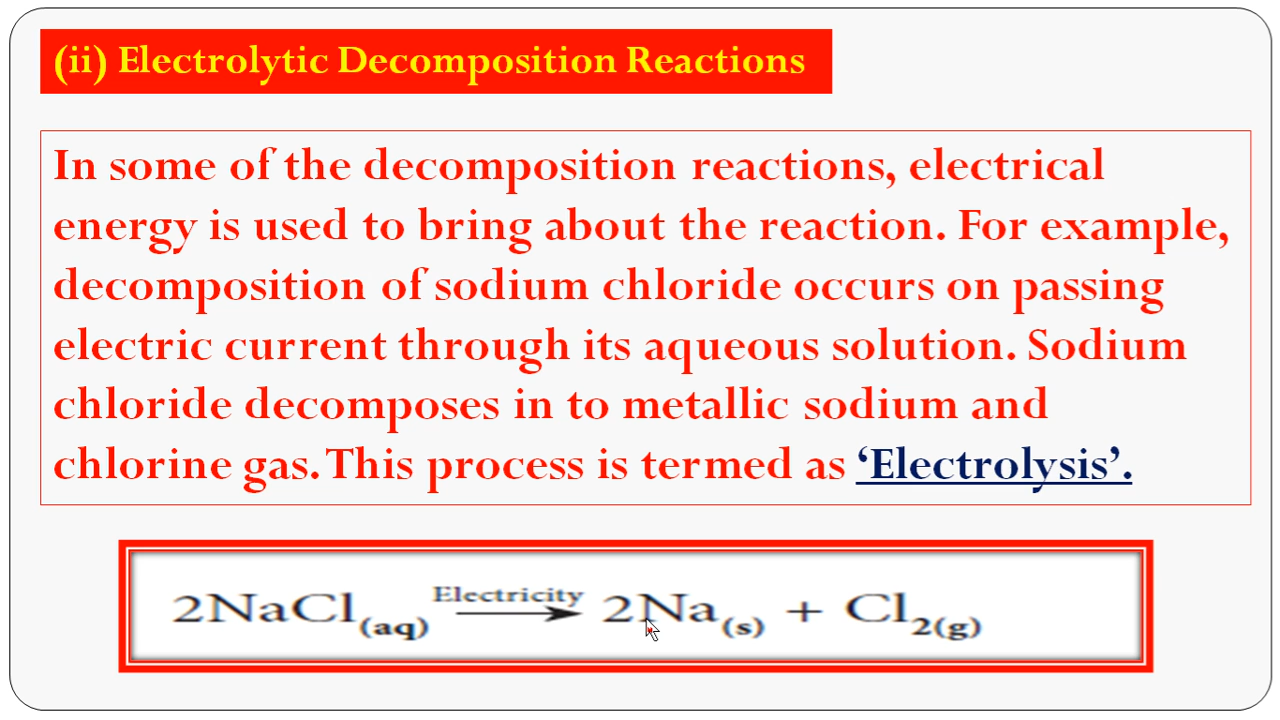 (ii) Electrolytic Decomposition Reactions
In some of the decomposition reactions, electrical
energy is used to bring about the reaction. For example,
decomposition of sodium chloride occurs on passing
electric current through its aqueous solution. Sodium
chloride decomposes in to metallic sodium and
chlorine gas. This process is termed as ‘Electrolysis’.
Electricity
2NaCl(aq) → 2Na(s) + Cl2(g)